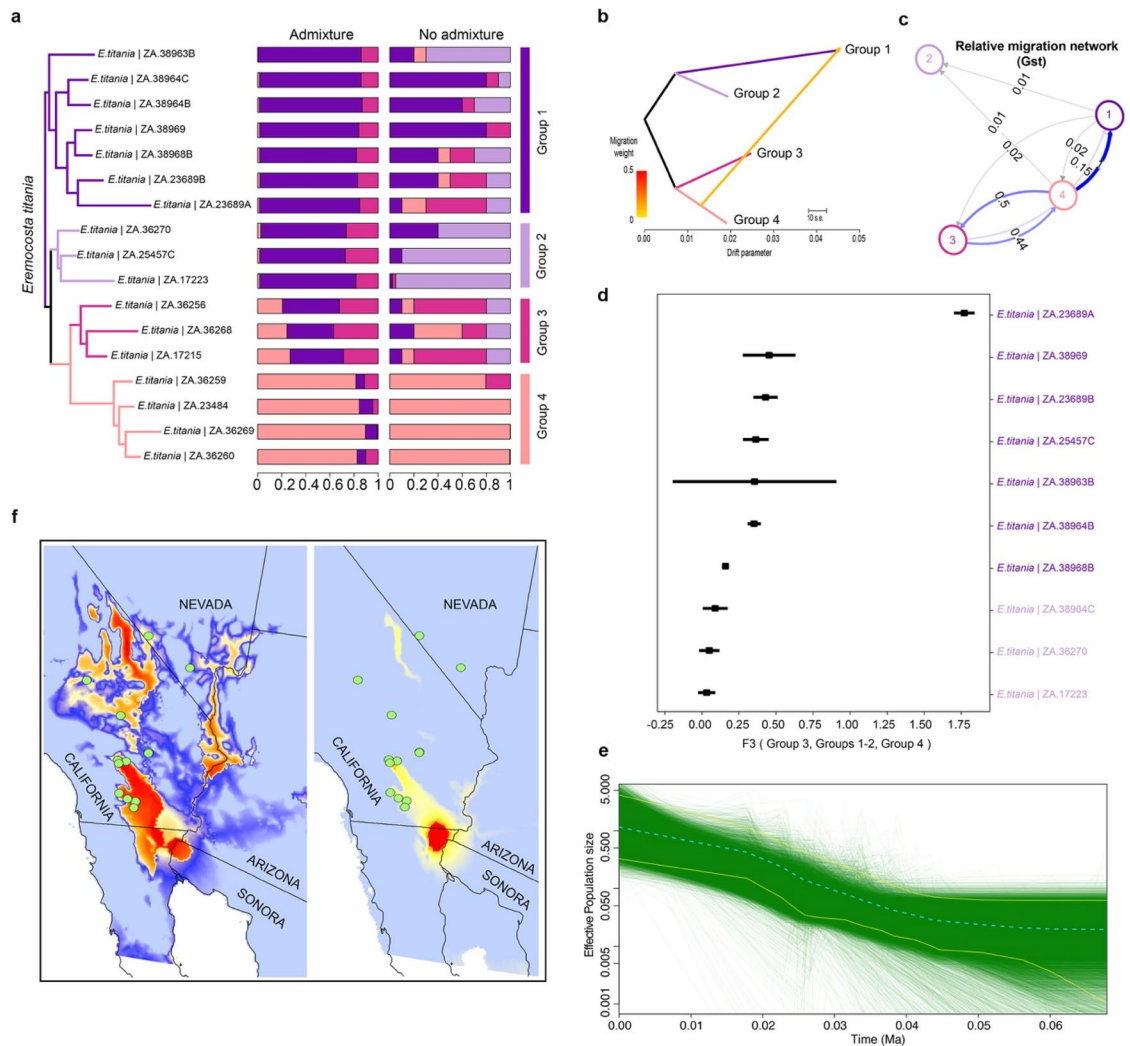 a
Admixture
No admixture
Eremocosta titania
E.titania | ZA.38963B
E.titania | ZA.38964C
E.titania | ZA.38964B
E.titania | ZA.38969
E.titania | ZA.38968B
E.titania | ZA.23689B
E.titania | ZA.23689A
E.titania | ZA.36270
E.titania | ZA.25457C
E.titania | ZA.17223
E.titania | ZA.36256
E.titania | ZA.36268
E.titania | ZA.17215
E.titania | ZA.36259
E.titania | ZA.23484
E.titania | ZA.36269
E.titania | ZA.36260
Group 1
Group 2
Group 3
Group 4
0 0.2 0.4 0.6 0.8 1
0 0.2 0.4 0.6 0.8 1
b
Group 1
Group 2
Group 3
Group 4
Migration
weight
0.5
0
10 s.e.
0.00 0.01 0.02 0.03 0.04 0.05
Drift parameter
c
Relative migration network
(Gst)
2
1
4
3
0.01
0.01
0.02
0.02
0.15
0.5
0.44
d
E.titania | ZA.23689A
E.titania | ZA.38969
E.titania | ZA.23689B
E.titania | ZA.25457C
E.titania | ZA.38963B
E.titania | ZA.38964B
E.titania | ZA.38968B
E.titania | ZA.38964C
E.titania | ZA.36270
E.titania | ZA.17223
-0.25 0.00 0.25 0.50 0.75 1.00 1.25 1.50 1.75
F3 ( Group 3, Groups 1-2, Group 4 )
e
Effective Population size
5.000
0.500
0.050
0.005
0.001
0.00 0.01 0.02 0.03 0.04 0.05 0.06
Time (Ma)
f
NEVADA
CALIFORNIA
ARIZONA
SONORA
NEVADA
CALIFORNIA
ARIZONA
SONORA